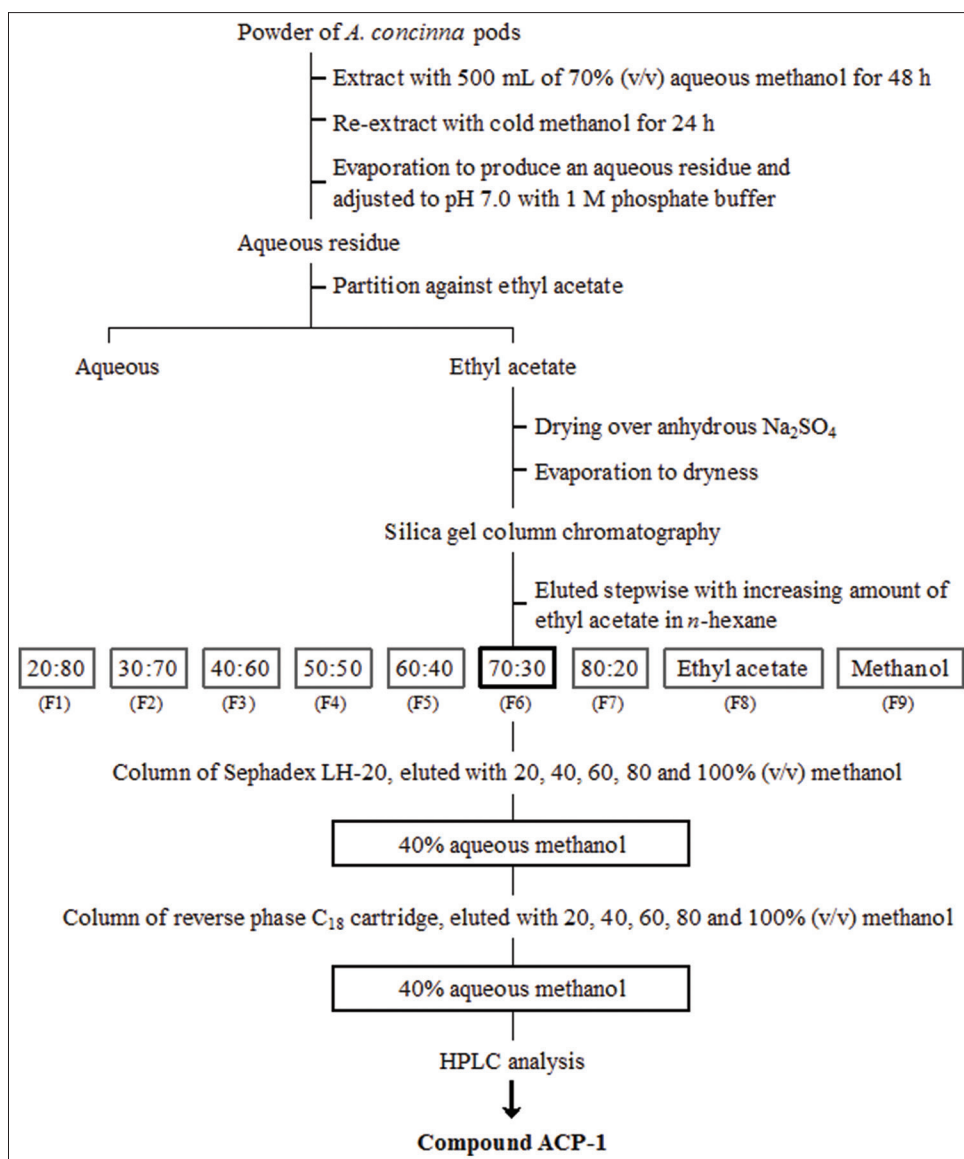 Powder of A. concinna pods
Extract with 500 mL of 70% (v/v) aqueous methanol for 48 h
Re-extract with cold methanol for 24 h
Evaporation to produce an aqueous residue and
adjusted to pH 7.0 with 1 M phosphate buffer
Aqueous residue
Partition against ethyl acetate
Aqueous
Ethyl acetate
Drying over anhydrous Na₂SO₄
Evaporation to dryness
Silica gel column chromatography
Eluted stepwise with increasing amount of
ethyl acetate in n-hexane
20:80 30:70 40:60 50:50 60:40 70:30 80:20 Ethyl acetate Methanol
(F1) (F2) (F3) (F4) (F5) (F6) (F7) (F8) (F9)
Column of Sephadex LH-20, eluted with 20, 40, 60, 80 and 100% (v/v) methanol
40% aqueous methanol
Column of reverse phase C₁₈ cartridge, eluted with 20, 40, 60, 80 and 100% (v/v) methanol
40% aqueous methanol
HPLC analysis
Compound ACP-1